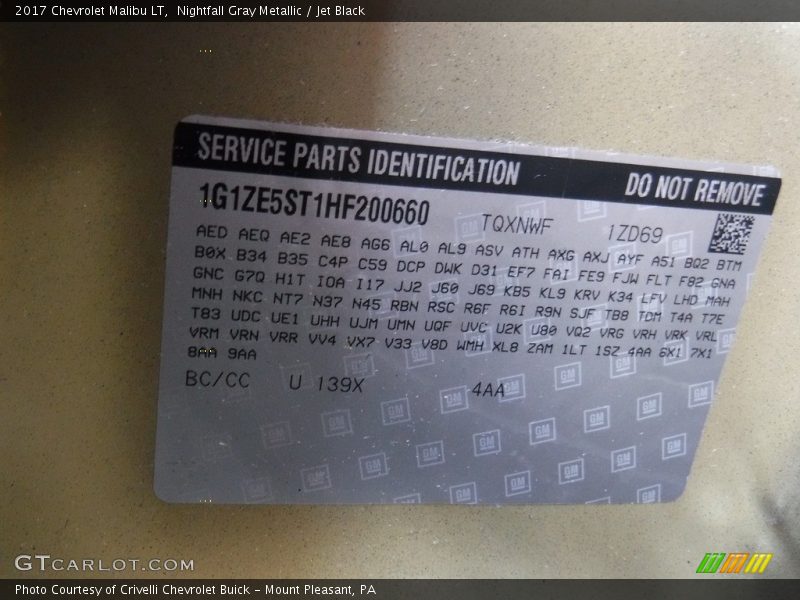 2017 Chevrolet Malibu LT,  Nightfall Gray Metallic / Jet Black
SERVICE PARTS IDENTIFICATION DO NOT REMOVE
1G1ZE5ST1HF200660 TQXNWF 1ZD69
AED AEQ AE2 AE8 AG6 AL0 AL9 ASV ATH AXG AXJ AYF A51 BQ2 BTM
B0X B34 B35 C4P C59 DCP DWK D31 EF7 FAI FE9 FJW FLT F82 GNA
GNC G7Q H1T IOA I17 JJ2 J60 J69 KB5 KL9 KRV K34 LFV LHD MAH
MNH NKC NT7 N37 N45 RBN RSC R6F R6I R9N SJF TB8 TDM T4A T7E
T83 UDC UE1 UHH UJM UMN UQF UVC U2K U80 VQ2 VRG VRH VRK VRL
VRM VRN VRR VV4 VX7 V33 V8D WMH XL8 ZAM 1LT 1SZ 4AA 6X1 7X1
8AA 9AA
BC/CC U 139X 4AA
GTCARLOT.COM
Photo Courtesy of Crivelli Chevrolet Buick – Mount Pleasant, PA